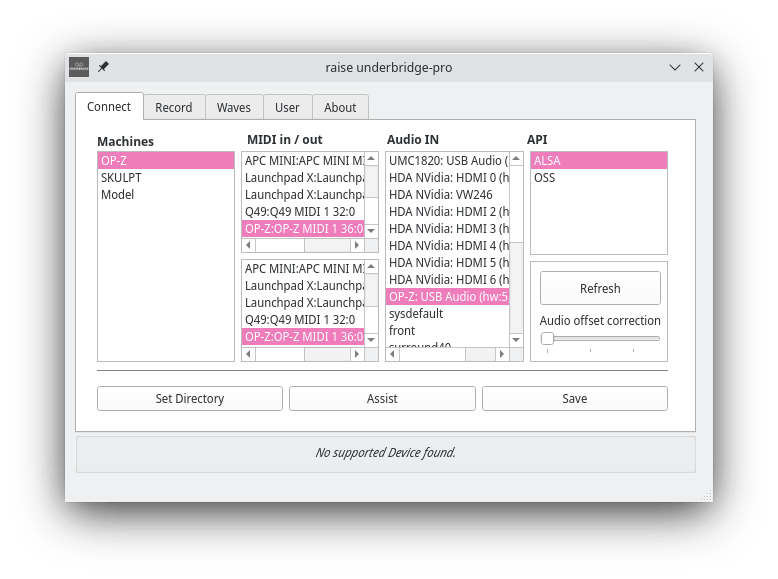 raise underbridge-pro
Connect
Record
Waves
User
About
Machines
OP-Z
SKULPT
Model
MIDI in / out
APC MINI:APC MINI M
Launchpad X:Launchpa
Launchpad X:Launchpa
Q49:Q49 MIDI 1 32:0
OP-Z:OP-Z MIDI 1 36:0
APC MINI:APC MINI M
Launchpad X:Launchpa
Launchpad X:Launchpa
Q49:Q49 MIDI 1 32:0
OP-Z:OP-Z MIDI 1 36:0
Audio IN
UMC1820: USB Audio (
HDA NVidia: HDMI 0 (h
HDA NVidia: VW246
HDA NVidia: HDMI 2 (h
HDA NVidia: HDMI 3 (h
HDA NVidia: HDMI 4 (h
HDA NVidia: HDMI 5 (h
HDA NVidia: HDMI 6 (h
OP-Z: USB Audio (hw:5
sysdefault
front
surround40
API
ALSA
OSS
Refresh
Audio offset correction
Set Directory
Assist
Save
No supported Device found.